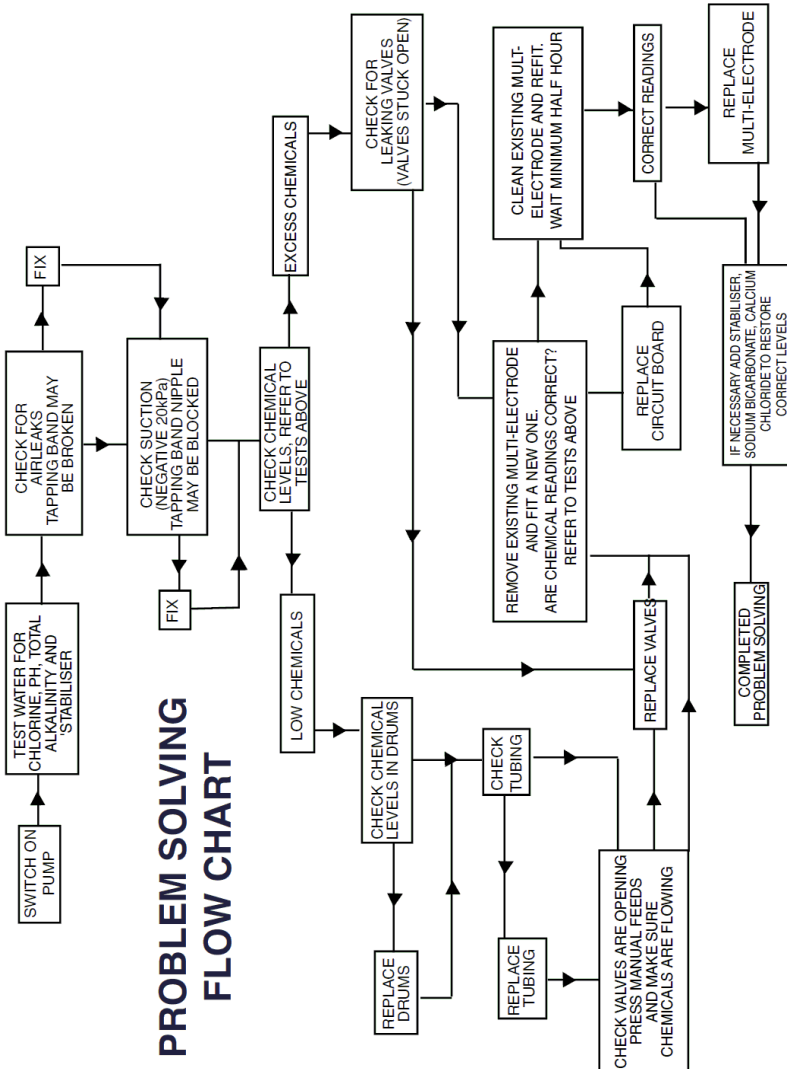 PROBLEM SOLVING
FLOW CHART
SWITCH ON
PUMP
TEST WATER FOR
CHLORINE, PH, TOTAL
ALKALINITY AND
'STABILISER
CHECK FOR
AIRLEAKS
TAPPING BAND MAY
BE BROKEN
FIX
CHECK SUCTION
(NEGATIVE 20kPa)
TAPPING BAND NIPPLE
MAY BE BLOCKED
FIX
CHECK CHEMICAL
LEVELS, REFER TO
TESTS ABOVE
LOW CHEMICALS
EXCESS CHEMICALS
CHECK CHEMICAL
LEVELS IN DRUMS
REPLACE
DRUMS
CHECK
TUBING
REPLACE
TUBING
CHECK VALVES ARE OPENING
PRESS MANUAL FEEDS
AND MAKE SURE
CHEMICALS ARE FLOWING
REPLACE VALVES
CHECK FOR
LEAKING VALVES
(VALVES STUCK OPEN)
REMOVE EXISTING MULTI-ELECTRODE
AND FIT A NEW ONE.
ARE CHEMICAL READINGS CORRECT?
REFER TO TESTS ABOVE
CLEAN EXISTING MULT-
ELECTRODE AND REFIT.
WAIT MINIMUM HALF HOUR
REPLACE
CIRCUIT BOARD
CORRECT READINGS
REPLACE
MULTI-ELECTRODE
IF NECESSARY ADD STABILISER,
SODIUM BICARBONATE, CALCIUM
CHLORIDE TO RESTORE
CORRECT LEVELS
COMPLETED
PROBLEM SOLVING